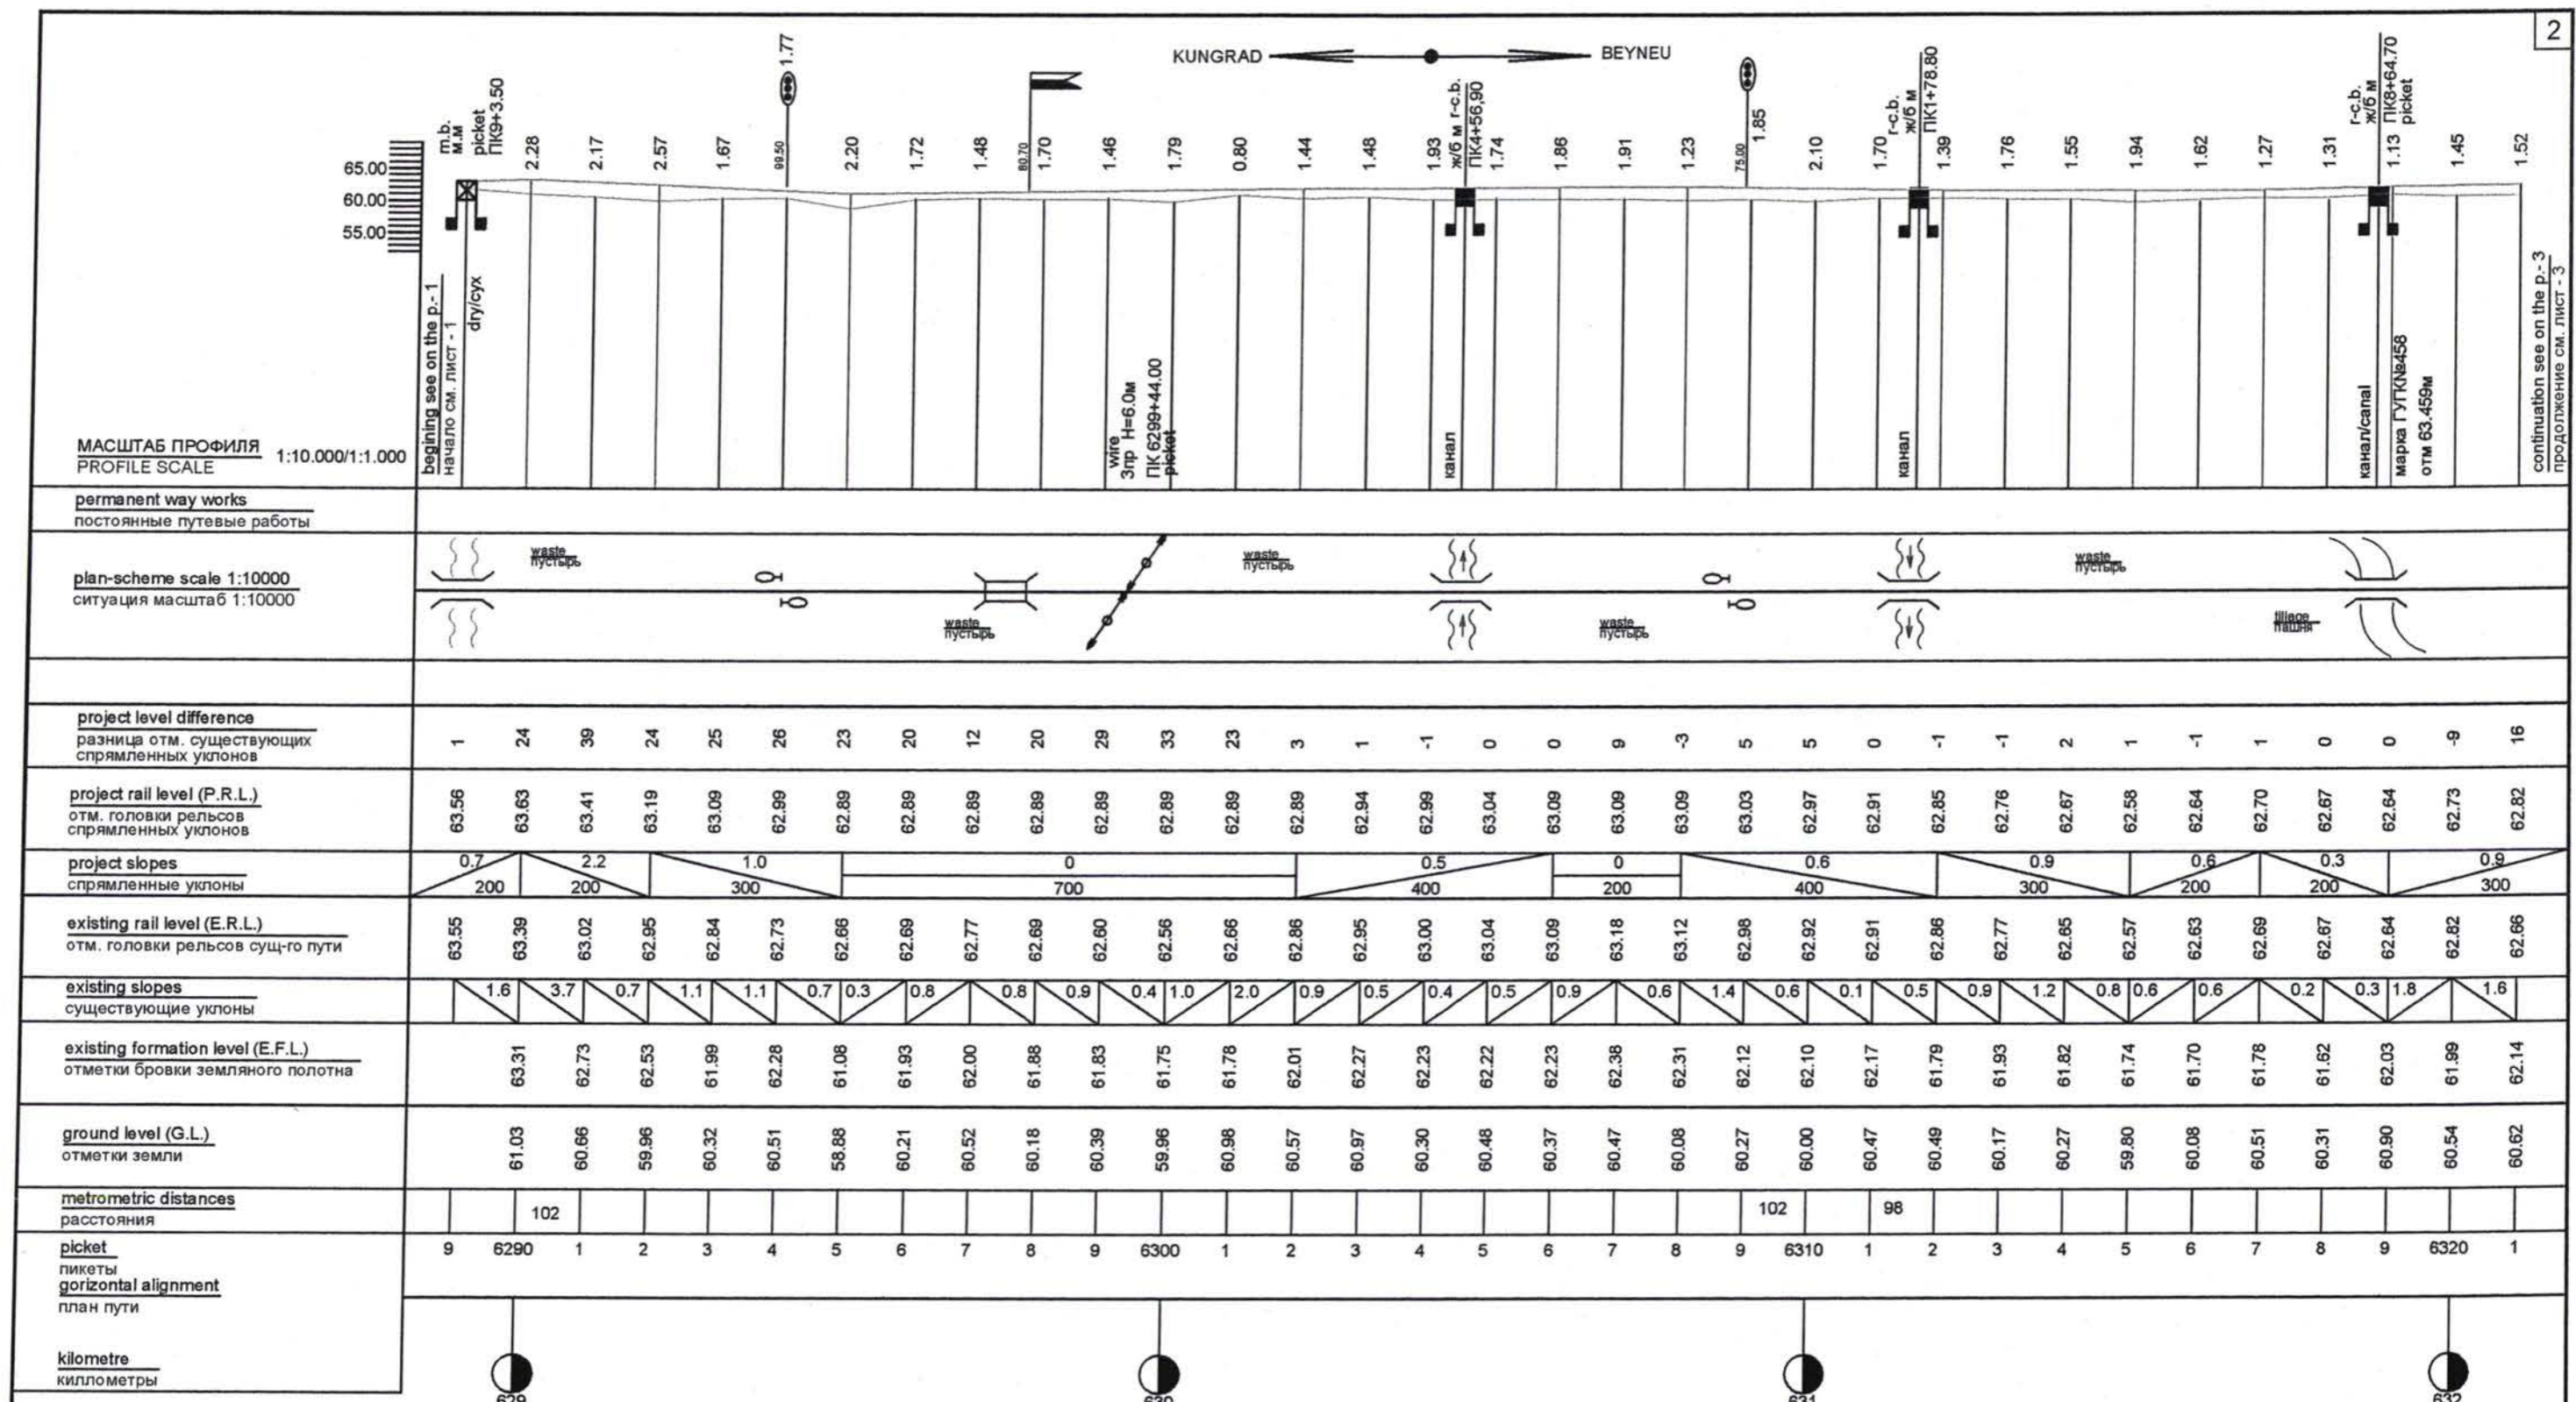 2
KUNGRAD
BEYNEU
m.b.
м.м
picket
ПК9+3.50
2.28
2.17
2.57
1.67
99.50
1.77
2.20
1.72
1.48
80.70
1.70
1.46
1.79
0.80
1.44
1.48
1.93
ж/б м r-c.b.
ПК4+56,90
1.74
1.86
1.91
1.23
75.00
1.85
2.10
1.70
r-c.b.
ж/б м
ПК1+78.80
1.39
1.76
1.55
1.94
1.62
1.27
1.31
r-c.b.
ж/б м
ПК8+64.70
picket
1.13
1.45
1.52
65.00
60.00
55.00
begining see on the p.- 1
начало см. лист - 1
dry/сух
wire
3пр H=6.0м
ПК 6299+44.00
picket
канал
канал
канал/canal
марка ГУГК№458
отм 63.459м
continuation see on the p.- 3
продолжение см. лист - 3
МАСШТАБ ПРОФИЛЯ 1:10.000/1:1.000
PROFILE SCALE
permanent way works
постоянные путевые работы
plan-scheme scale 1:10000
ситуация масштаб 1:10000
waste
пустырь
waste
пустырь
waste
пустырь
waste
пустырь
waste
пустырь
tillage
пашня
project level difference
разница отм. существующих
спрямленных уклонов
1 24 39 24 25 26 23 20 12 20 29 33 23 3 1 -1 0 0 9 -3 5 5 0 -1 -1 2 1 -1 1 0 0 -9 16
project rail level (P.R.L.)
отм. головки рельсов
спрямленных уклонов
63.56 63.63 63.41 63.19 63.09 62.99 62.89 62.89 62.89 62.89 62.89 62.89 62.89 62.89 62.94 62.99 63.04 63.09 63.09 63.09 63.03 62.97 62.91 62.85 62.76 62.67 62.58 62.64 62.70 62.67 62.64 62.73 62.82
project slopes
спрямленные уклоны
0.7 2.2 1.0 0 0.5 0 0.6 0.9 0.6 0.3 0.9
200 200 300 700 400 200 400 300 200 200 300
existing rail level (E.R.L.)
отм. головки рельсов сущ-го пути
63.55 63.39 63.02 62.95 62.84 62.73 62.66 62.69 62.77 62.69 62.60 62.56 62.66 62.86 62.95 63.00 63.04 63.09 63.18 63.12 62.98 62.92 62.91 62.86 62.77 62.65 62.57 62.63 62.69 62.67 62.64 62.82 62.66
existing slopes
существующие уклоны
1.6 3.7 0.7 1.1 1.1 0.7 0.3 0.8 0.8 0.9 0.4 1.0 2.0 0.9 0.5 0.4 0.5 0.9 0.6 1.4 0.6 0.1 0.5 0.9 1.2 0.8 0.6 0.6 0.2 0.3 1.8 1.6
existing formation level (E.F.L.)
отметки бровки земляного полотна
63.31 62.73 62.53 61.99 62.28 61.08 61.93 62.00 61.88 61.83 61.75 61.78 62.01 62.27 62.23 62.22 62.23 62.38 62.31 62.12 62.10 62.17 61.79 61.93 61.82 61.74 61.70 61.78 61.62 62.03 61.99 62.14
ground level (G.L.)
отметки земли
61.03 60.66 59.96 60.32 60.51 58.88 60.21 60.52 60.18 60.39 59.96 60.98 60.57 60.97 60.30 60.48 60.37 60.47 60.08 60.27 60.00 60.47 60.49 60.17 60.27 59.80 60.08 60.51 60.31 60.90 60.54 60.62
metrometric distances
расстояния
102 102 98
picket
пикеты
9 6290 1 2 3 4 5 6 7 8 9 6300 1 2 3 4 5 6 7 8 9 6310 1 2 3 4 5 6 7 8 9 6320 1
gorizontal alignment
план пути
kilometre
киллометры
629 630 631 632